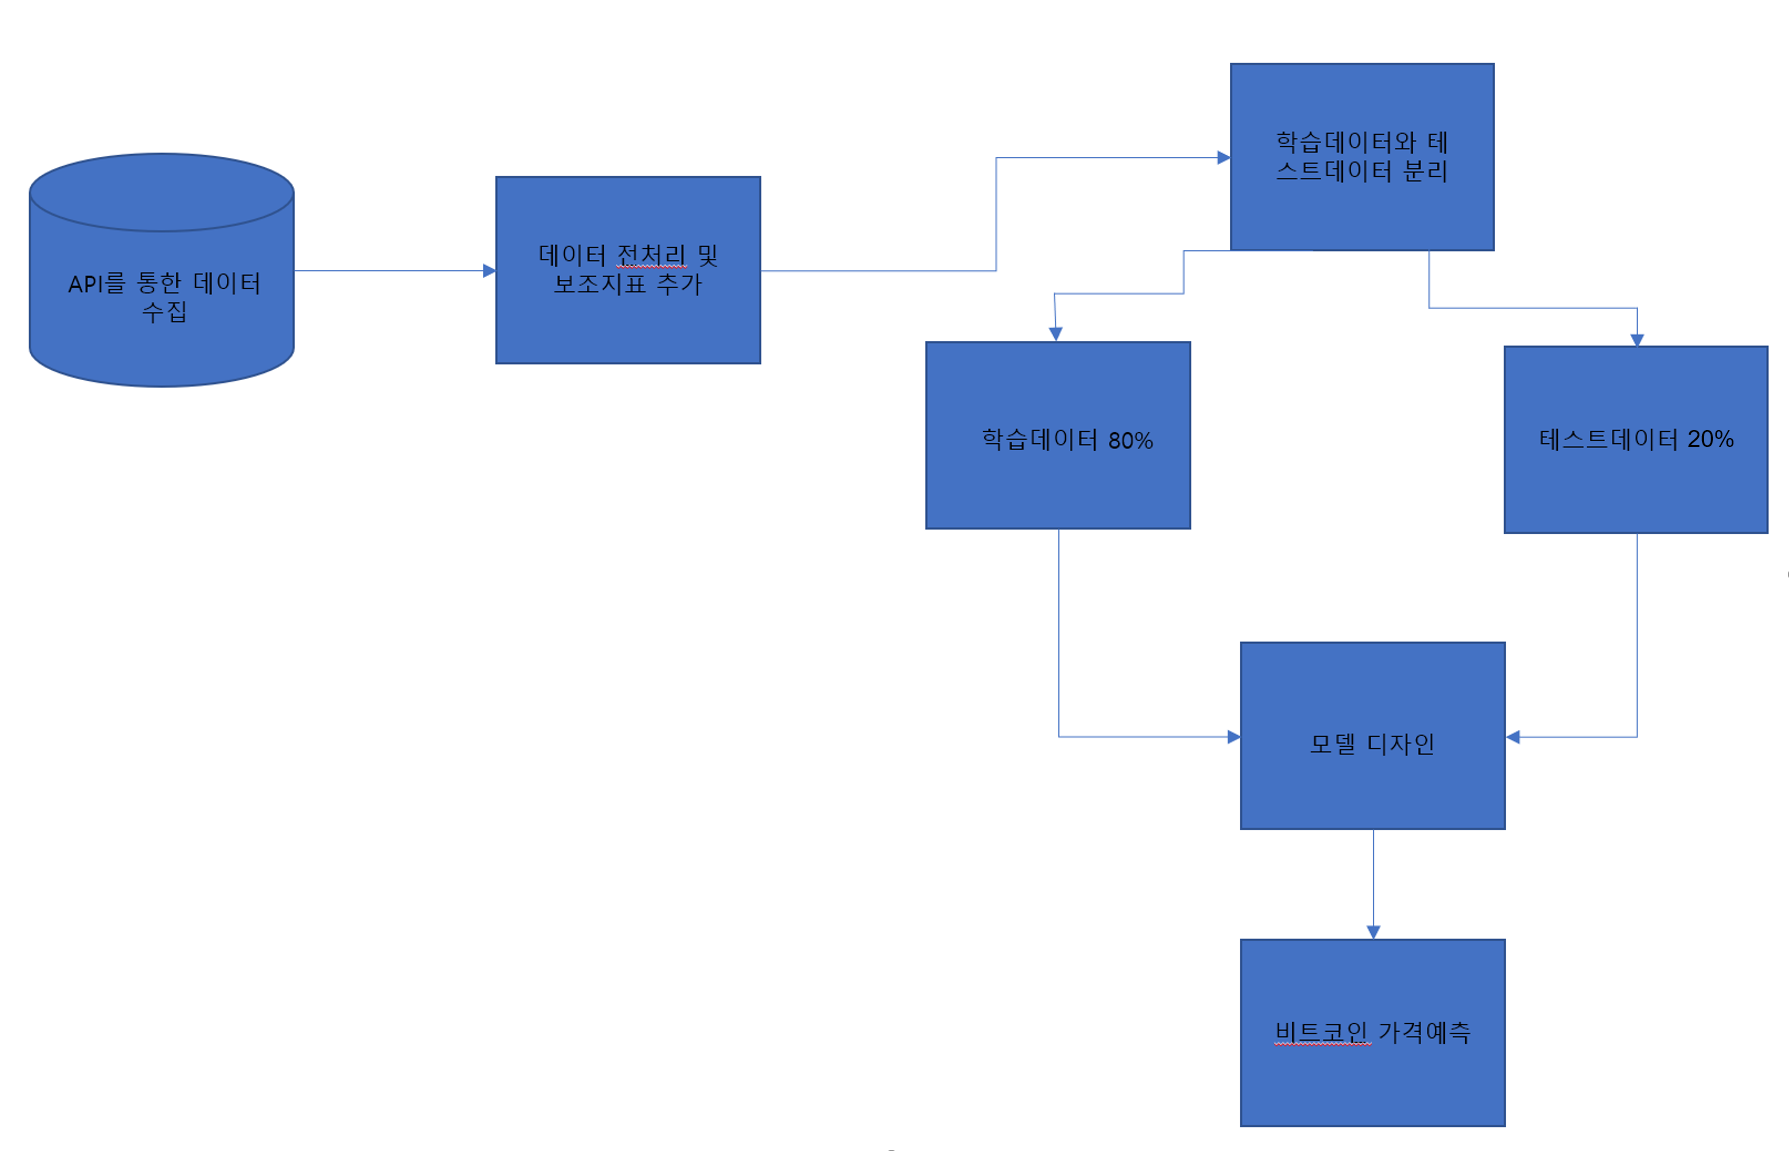 API를 통한 데이터
수집
데이터 전처리 및
보조지표 추가
학습데이터와 테
스트데이터 분리
학습데이터 80%
테스트데이터 20%
모델 디자인
비트코인 가격예측